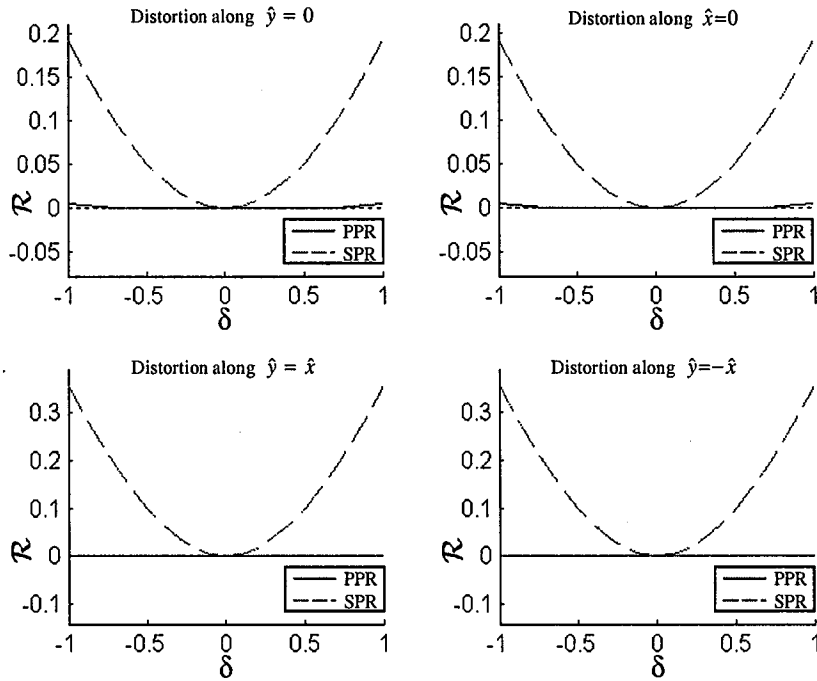 Distortion along ŷ = 0
0.2
0.15
0.1
0.05
0
-0.05
ℛ
PPR
SPR
-1 -0.5 0 0.5 1
δ
Distortion along x̂=0
0.2
0.15
0.1
0.05
0
-0.05
ℛ
PPR
SPR
-1 -0.5 0 0.5 1
δ
Distortion along ŷ = x̂
0.3
0.2
0.1
0
-0.1
ℛ
PPR
SPR
-1 -0.5 0 0.5 1
δ
Distortion along ŷ=−x̂
0.3
0.2
0.1
0
-0.1
ℛ
PPR
SPR
-1 -0.5 0 0.5 1
δ